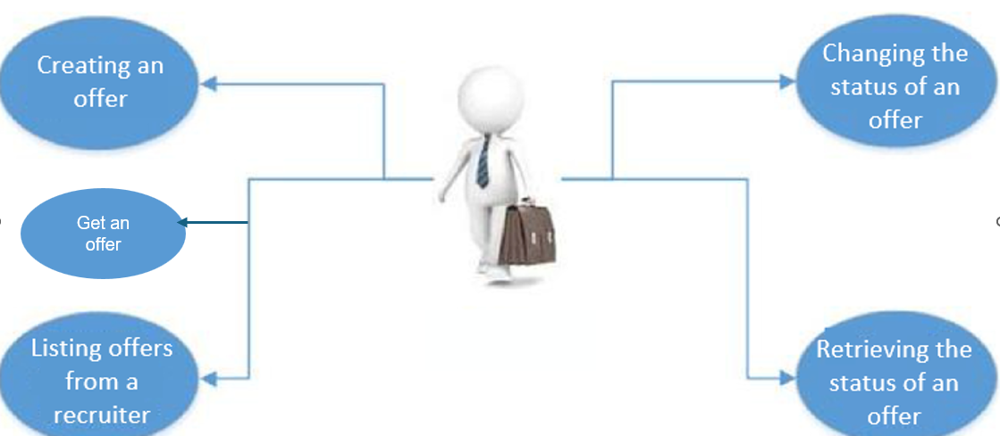 Creating an
offer
Get an
offer
Listing offers
from a
recruiter
Changing the
status of an
offer
Retrieving the
status of an
offer